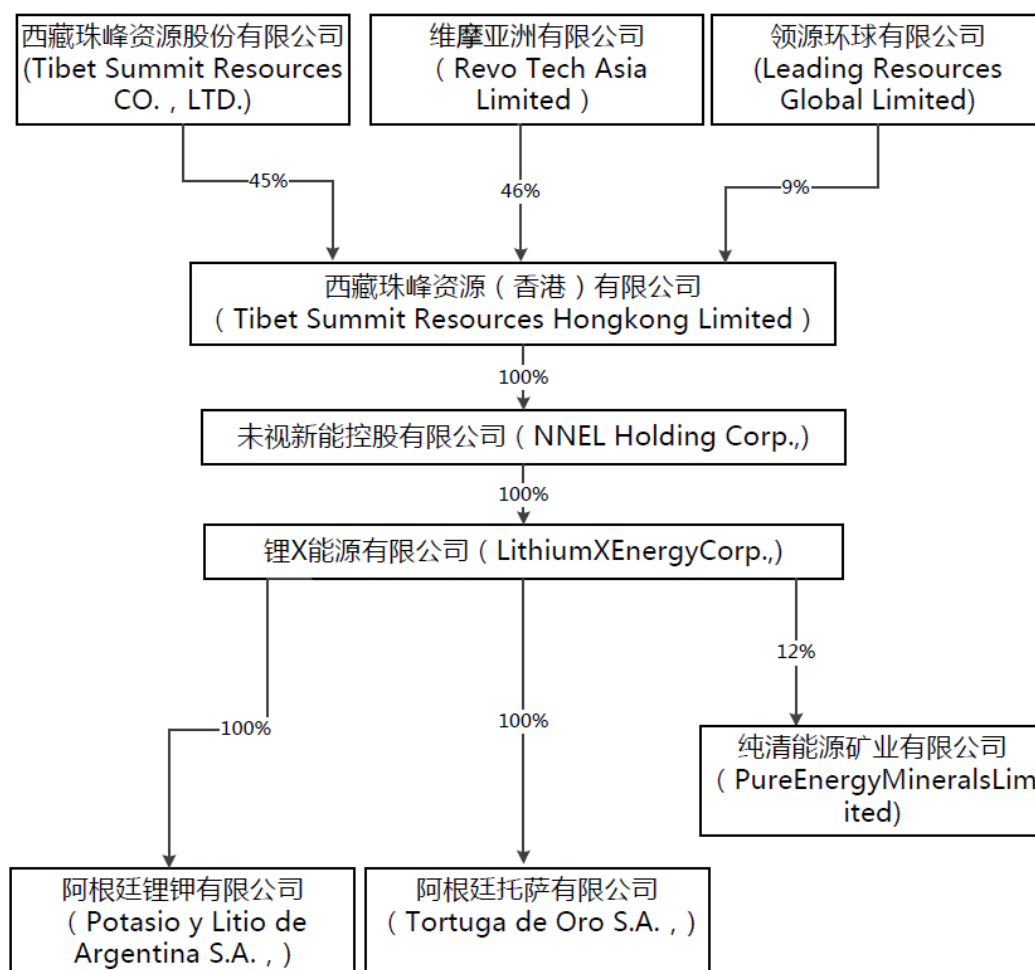 西藏珠峰资源股份有限公司
(Tibet Summit Resources
CO.，LTD.)
维摩亚洲有限公司
（Revo Tech Asia
Limited）
领源环球有限公司
(Leading Resources
Global Limited)
45%
46%
9%
西藏珠峰资源（香港）有限公司
（Tibet Summit Resources Hongkong Limited）
100%
未视新能控股有限公司（NNEL Holding Corp.,)
100%
锂X能源有限公司（LithiumXEnergyCorp.,)
12%
100%
100%
纯清能源矿业有限公司
（PureEnergyMineralsLim
ited)
阿根廷锂钾有限公司
（Potasio y Litio de
Argentina S.A.，)
阿根廷托萨有限公司
（Tortuga de Oro S.A.，)